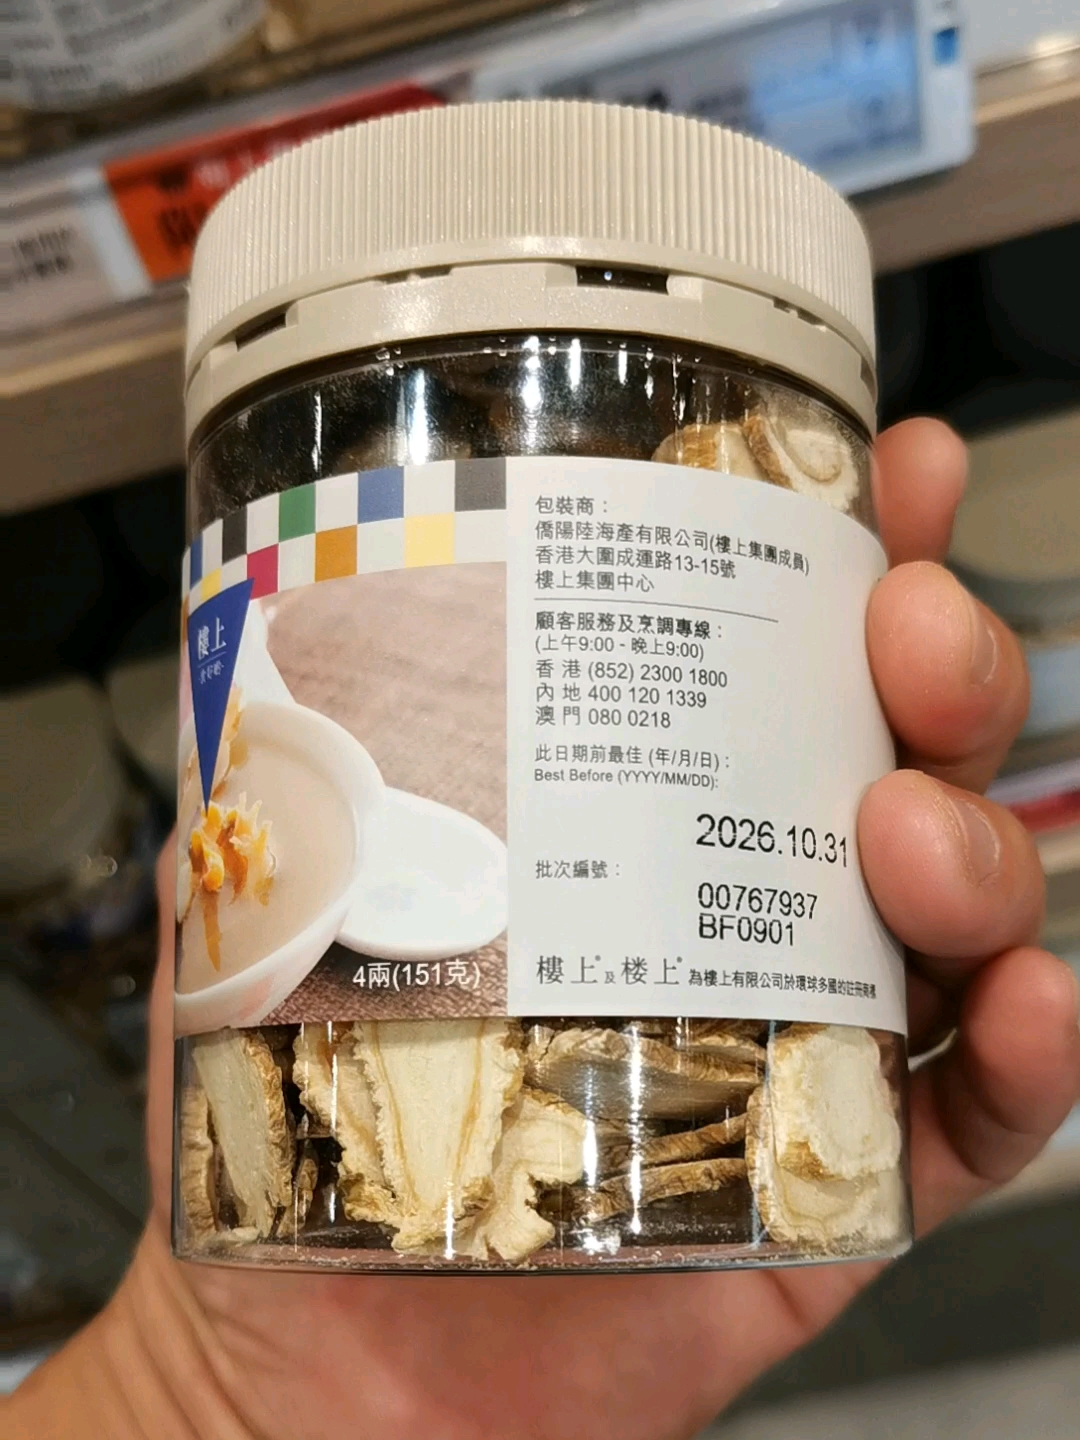 樓上
包裝商：
僑陽陸海產有限公司(樓上集團成員)
香港大圍成運路13-15號
樓上集團中心
顧客服務及烹調專線：
(上午9:00 - 晚上9:00)
香 港 (852) 2300 1800
內 地 400 120 1339
澳 門 080 0218
此日期前最佳 (年/月/日)：
Best Before (YYYY/MM/DD):
2026.10.31
批次編號：
00767937
BF0901
樓上®及楼上®為樓上有限公司於環球多國的註冊商標
4兩(151克)